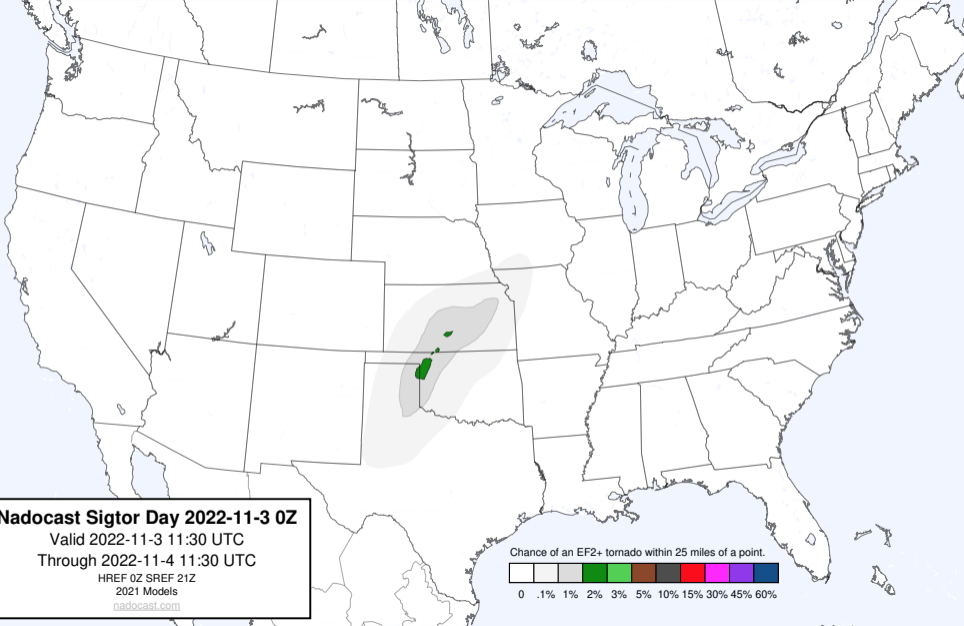 Nadocast Sigtor Day 2022-11-3 0Z
Valid 2022-11-3 11:30 UTC
Through 2022-11-4 11:30 UTC
HREF 0Z SREF 21Z
2021 Models
nadocast.com
Chance of an EF2+ tornado within 25 miles of a point.
0 .1% 1% 2% 3% 5% 10% 15% 30% 45% 60%